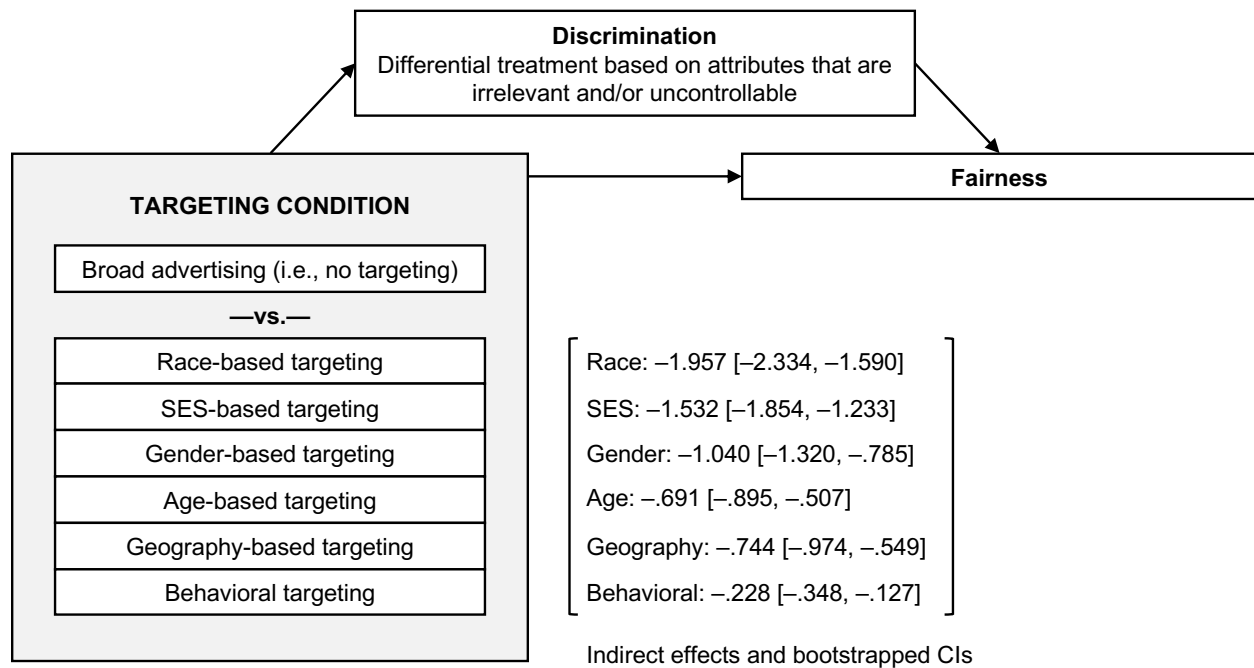 Discrimination
Differential treatment based on attributes that are
irrelevant and/or uncontrollable
Fairness
TARGETING CONDITION
Broad advertising (i.e., no targeting)
—vs.—
Race-based targeting
SES-based targeting
Gender-based targeting
Age-based targeting
Geography-based targeting
Behavioral targeting
Race: –1.957 [–2.334, –1.590]
SES: –1.532 [–1.854, –1.233]
Gender: –1.040 [–1.320, –.785]
Age: –.691 [–.895, –.507]
Geography: –.744 [–.974, –.549]
Behavioral: –.228 [–.348, –.127]
Indirect effects and bootstrapped CIs